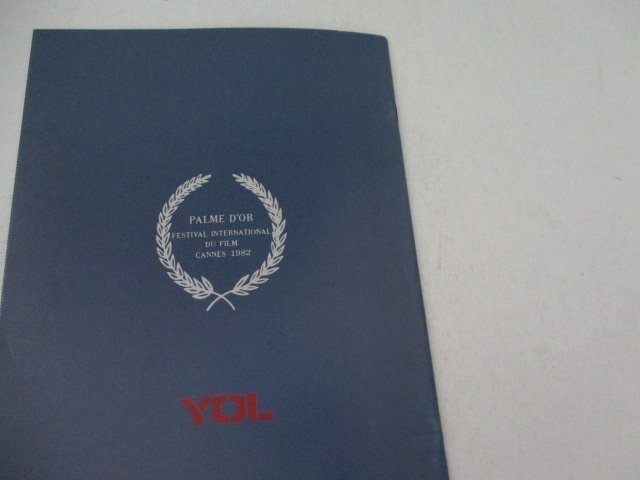 PALME D'OR
FESTIVAL INTERNATIONAL
DU FILM
CANNES 1982
YOL